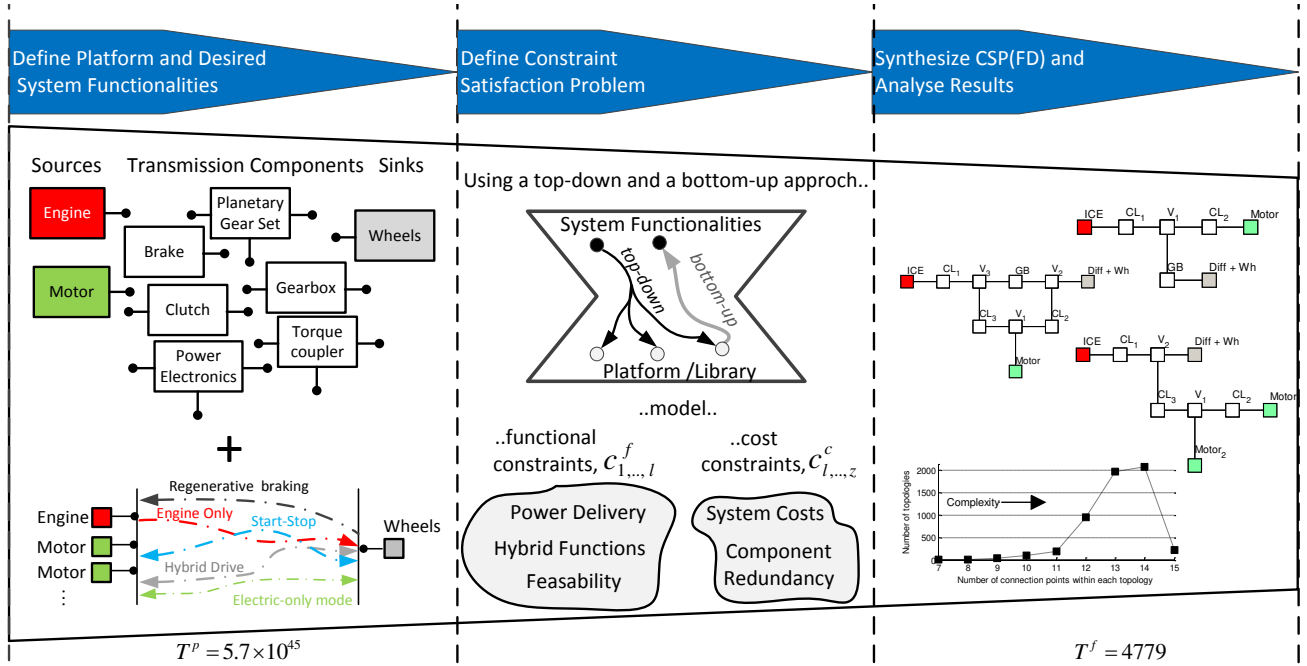 Define Platform and Desired
System Functionalities
Define Constraint
Satisfaction Problem
Synthesize CSP(FD) and
Analyse Results
Sources
Transmission Components
Sinks
Engine
Planetary
Gear Set
Wheels
Brake
Motor
Gearbox
Clutch
Torque
coupler
Power
Electronics
+
Regenerative braking
Engine
Engine Only
Start-Stop
Wheels
Motor
Hybrid Drive
Motor
⋮
Electric-only mode
T^p = 5.7×10^45
Using a top-down and a bottom-up approch..
System Functionalities
top-down
bottom-up
Platform /Library
..model..
..functional
constraints, c^f_1,..,l
..cost
constraints, c^c_l,..,z
Power Delivery
Hybrid Functions
Feasability
System Costs
Component
Redundancy
ICE CL1 V1 CL2 Motor
GB Diff + Wh
ICE CL1 V3 GB V2 Diff + Wh
CL3 V1 CL2
Motor
ICE CL1 V2 Diff + Wh
CL3 V1 CL2 Motor
Motor2
Number of topologies
2000
1500
1000
500
0
Complexity
7 8 9 10 11 12 13 14 15
Number of connection points within each topology
T^f = 4779